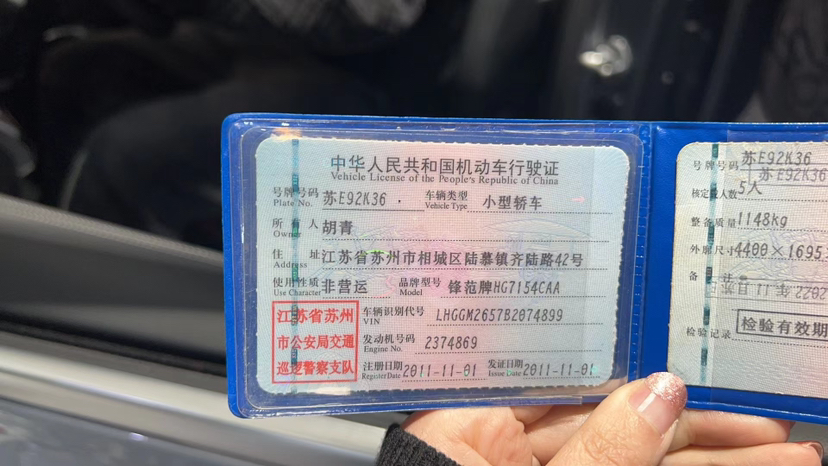 中华人民共和国机动车行驶证
Vehicle License of the People's Republic of China
号牌号码 苏E92K36 车辆类型 小型轿车
Plate No. Vehicle Type
所有人 胡青
Owner
住址 江苏省苏州市相城区陆慕镇齐陆路42号
Address
使用性质 非营运 品牌型号 锋范牌HG7154CAA
Use Character Model
江苏省苏州
市公安局交通
巡逻警察支队
车辆识别代号 LHGGM2657B2074899
VIN
发动机号码 2374869
Engine No.
注册日期 2011-11-01 发证日期 2011-11-01
Register Date Issue Date
号牌号码 苏E92K36
苏E92K36
核定载人数 5人
整备质量 1148kg
外廓尺寸 4400×1695
备注
检验记录 检验有效期